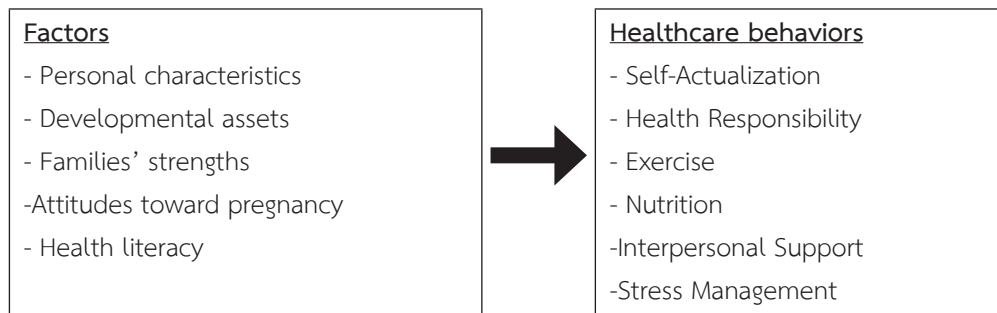 Factors
- Personal characteristics
- Developmental assets
- Families' strengths
-Attitudes toward pregnancy
- Health literacy
Healthcare behaviors
- Self-Actualization
- Health Responsibility
- Exercise
- Nutrition
-Interpersonal Support
-Stress Management